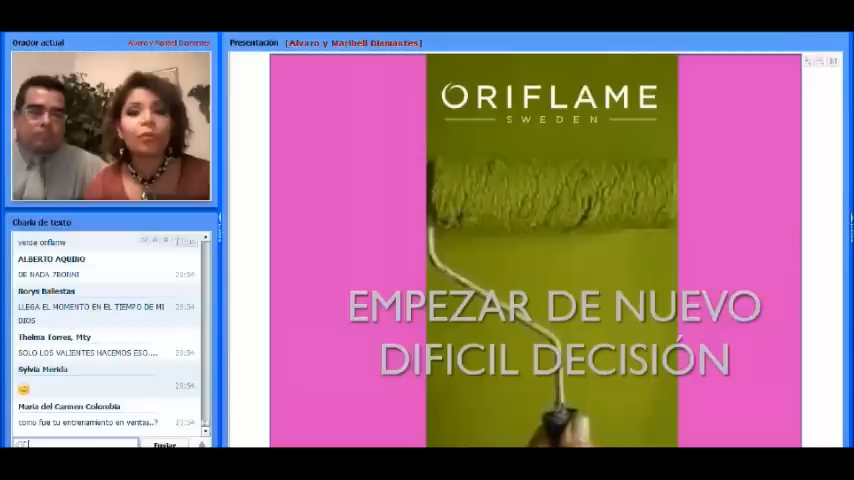 Orador actual
Alvaro y Maribell Diamantes
Presentación [Alvaro y Maribell Diamantes]
ORIFLAME
SWEDEN
EMPEZAR DE NUEVO
DIFICIL DECISIÓN
Charla de texto
verde oriflame
ALBERTO AQUINO
DE NADA
20:54
Norys Ballestas
LLEGA EL MOMENTO EN EL TIEMPO DE MI
20:54
DIOS
Thelma Torres, Mty
SOLO LOS VALIENTES HACEMOS ESO....
20:54
Sylvia Merida
20:54
Maria del Carmen Colombia
como fue tu entrenamiento en ventas..?
20:54
Enviar